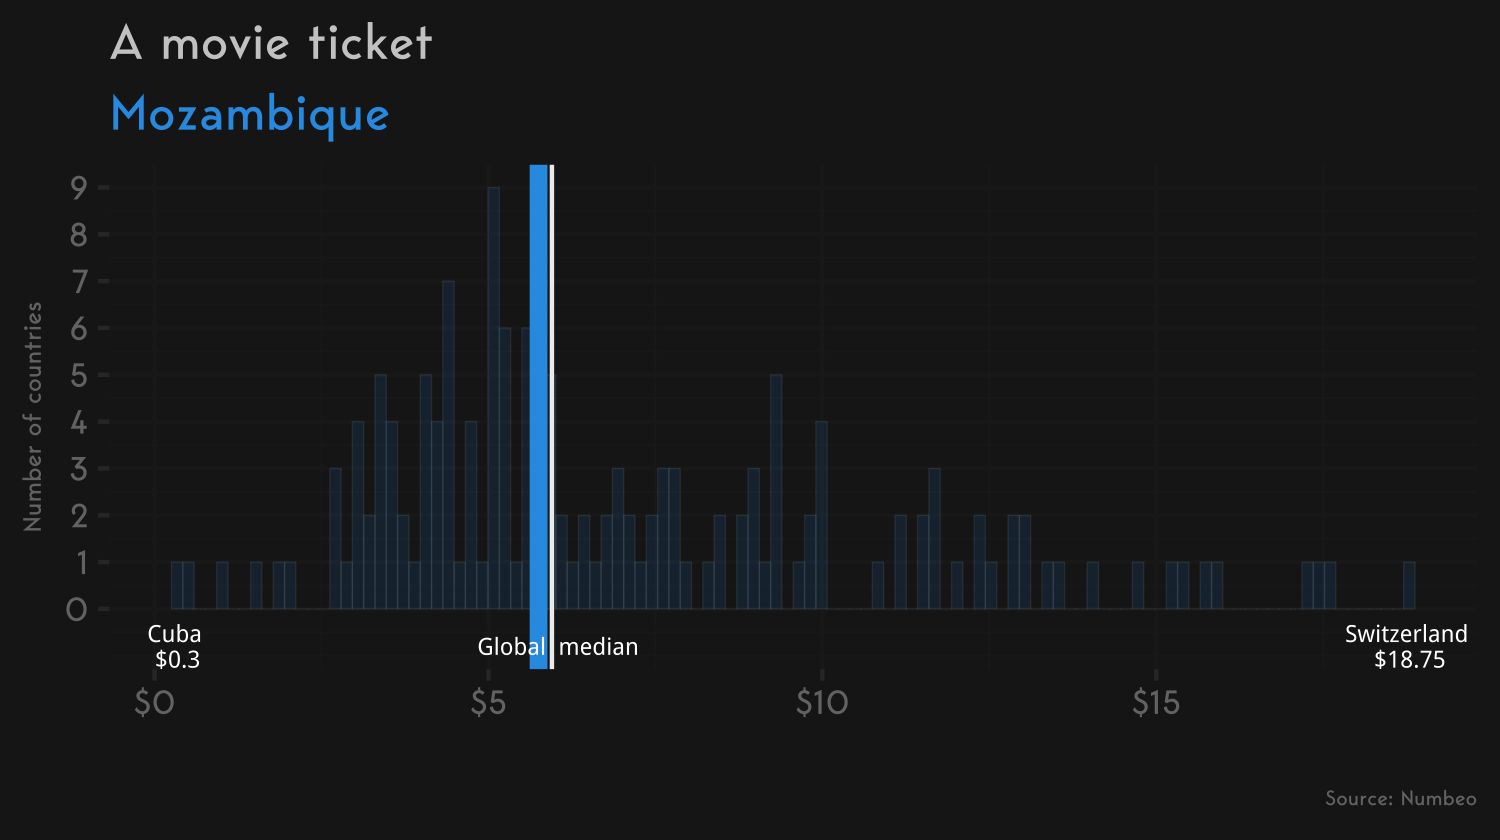 A movie ticket
Mozambique
Number of countries
9
8
7
6
5
4
3
2
1
0
Cuba
$0.3
Global median
Switzerland
$18.75
$0 $5 $10 $15
Source: Numbeo